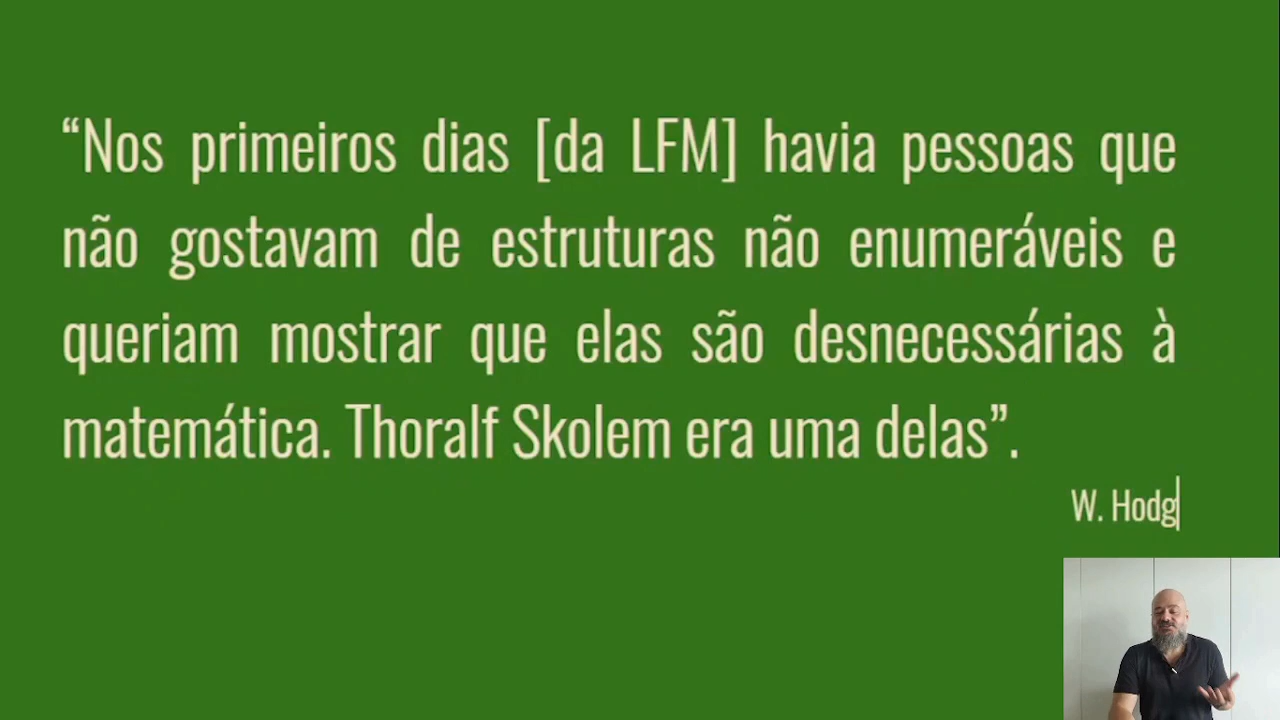 “Nos primeiros dias [da LFM] havia pessoas que
não gostavam de estruturas não enumeráveis e
queriam mostrar que elas são desnecessárias à
matemática. Thoralf Skolem era uma delas”.
W. Hodg